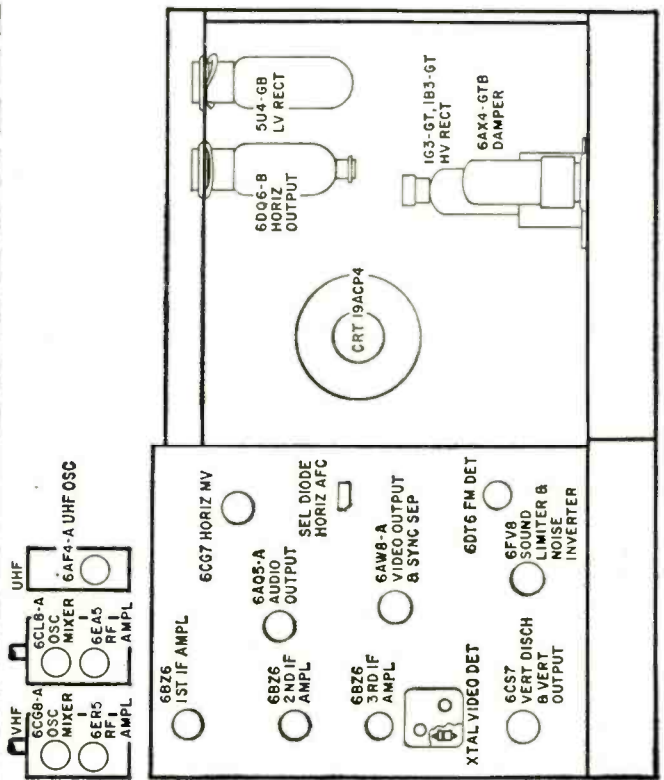 VHF
6CG8-A
OSC
MIXER
6ER5
RF
AMPL
6CL8-A
OSC
MIXER
6EA5
RF
AMPL
UHF
6AF4-A UHF OSC
6BZ6
1ST IF AMPL
6CG7 HORIZ MV
6BZ6
2ND IF
AMPL
6AQ5-A
AUDIO
OUTPUT
SEL DIODE
HORIZ AFC
6BZ6
3RD IF
AMPL
6AW8-A
VIDEO OUTPUT
& SYNC SEP
XTAL VIDEO DET
6DT6 FM DET
6CS7
VERT DISCH
& VERT
OUTPUT
6FV8
SOUND
LIMITER &
NOISE
INVERTER
CRT 19ACP4
6DQ6-B
HORIZ
OUTPUT
5U4-GB
LV RECT
1G3-GT, 1B3-GT
HV RECT
6AX4-GTB
DAMPER